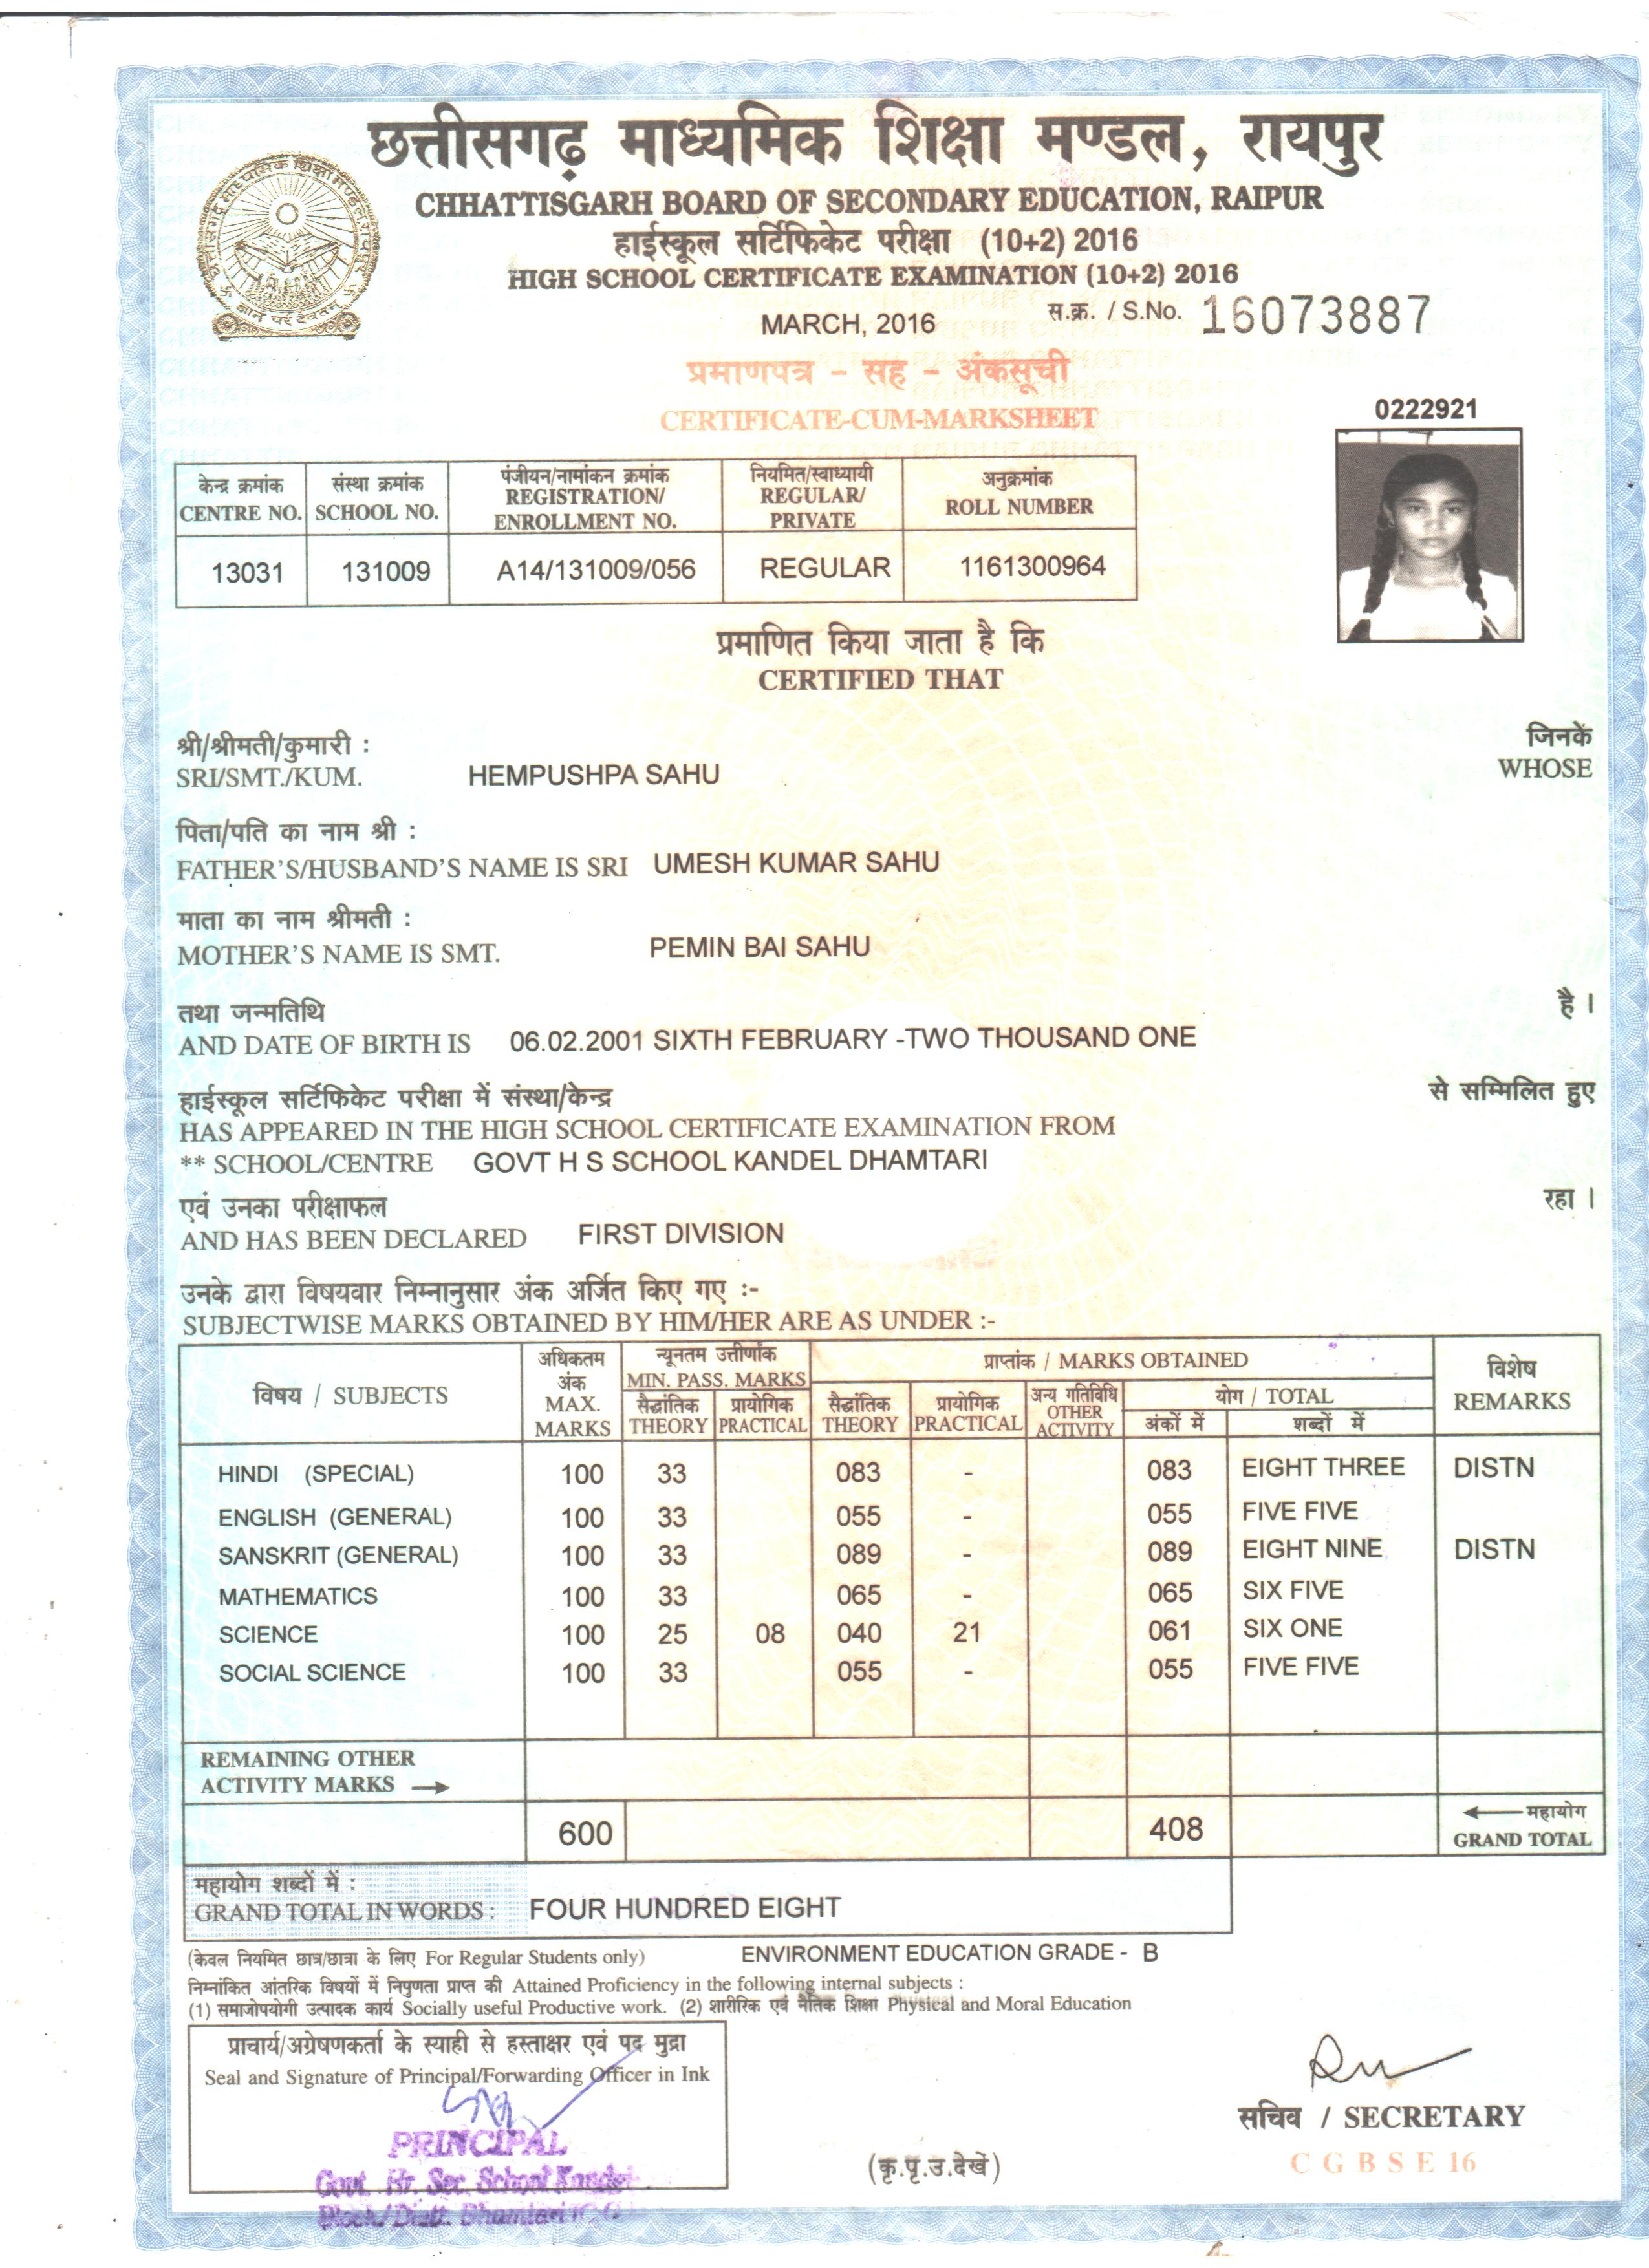 छत्तीसगढ़ माध्यमिक शिक्षा मण्डल, रायपुर
CHHATTISGARH BOARD OF SECONDARY EDUCATION, RAIPUR
हाईस्कूल सर्टिफिकेट परीक्षा (10+2) 2016
HIGH SCHOOL CERTIFICATE EXAMINATION (10+2) 2016
MARCH, 2016 स.क्र. / S.No. 16073887
प्रमाणपत्र - सह - अंकसूची
CERTIFICATE-CUM-MARKSHEET
0222921
केन्द्र क्रमांक संस्था क्रमांक पंजीयन/नामांकन क्रमांक नियमित/स्वाध्यायी अनुक्रमांक
CENTRE NO. SCHOOL NO. REGISTRATION/ ENROLLMENT NO. REGULAR/ PRIVATE ROLL NUMBER
13031 131009 A14/131009/056 REGULAR 1161300964
प्रमाणित किया जाता है कि
CERTIFIED THAT
श्री/श्रीमती/कुमारी : जिनके
SRI/SMT./KUM. HEMPUSHPA SAHU WHOSE
पिता/पति का नाम श्री :
FATHER'S/HUSBAND'S NAME IS SRI UMESH KUMAR SAHU
माता का नाम श्रीमती :
MOTHER'S NAME IS SMT. PEMIN BAI SAHU
तथा जन्मतिथि है ।
AND DATE OF BIRTH IS 06.02.2001 SIXTH FEBRUARY -TWO THOUSAND ONE
हाईस्कूल सर्टिफिकेट परीक्षा में संस्था/केन्द्र से सम्मिलित हुए
HAS APPEARED IN THE HIGH SCHOOL CERTIFICATE EXAMINATION FROM
** SCHOOL/CENTRE GOVT H S SCHOOL KANDEL DHAMTARI
एवं उनका परीक्षाफल रहा ।
AND HAS BEEN DECLARED FIRST DIVISION
उनके द्वारा विषयवार निम्नानुसार अंक अर्जित किए गए :-
SUBJECTWISE MARKS OBTAINED BY HIM/HER ARE AS UNDER :-
विषय / SUBJECTS अधिकतम अंक MAX. MARKS न्यूनतम उत्तीर्णांक MIN. PASS. MARKS प्राप्तांक / MARKS OBTAINED विशेष REMARKS
सैद्धांतिक THEORY प्रायोगिक PRACTICAL सैद्धांतिक THEORY प्रायोगिक PRACTICAL अन्य गतिविधि OTHER ACTIVITY योग / TOTAL
अंकों में शब्दों में
HINDI (SPECIAL) 100 33 083 - 083 EIGHT THREE DISTN
ENGLISH (GENERAL) 100 33 055 - 055 FIVE FIVE
SANSKRIT (GENERAL) 100 33 089 - 089 EIGHT NINE DISTN
MATHEMATICS 100 33 065 - 065 SIX FIVE
SCIENCE 100 25 08 040 21 061 SIX ONE
SOCIAL SCIENCE 100 33 055 - 055 FIVE FIVE
REMAINING OTHER
ACTIVITY MARKS →
600 408 ← महायोग
GRAND TOTAL
महायोग शब्दों में :
GRAND TOTAL IN WORDS : FOUR HUNDRED EIGHT
(केवल नियमित छात्र/छात्रा के लिए For Regular Students only) ENVIRONMENT EDUCATION GRADE - B
निम्नांकित आंतरिक विषयों में निपुणता प्राप्त की Attained Proficiency in the following internal subjects :
(1) समाजोपयोगी उत्पादक कार्य Socially useful Productive work. (2) शारीरिक एवं नैतिक शिक्षा Physical and Moral Education
प्राचार्य/अग्रेषणकर्ता के स्याही से हस्ताक्षर एवं पद मुद्रा
Seal and Signature of Principal/Forwarding Officer in Ink
PRINCIPAL
Govt. Hr. Sec. School Kandel
Block/Distt. Dhamtari
सचिव / SECRETARY
(कृ.पृ.उ.देखें)
C G B S E 16